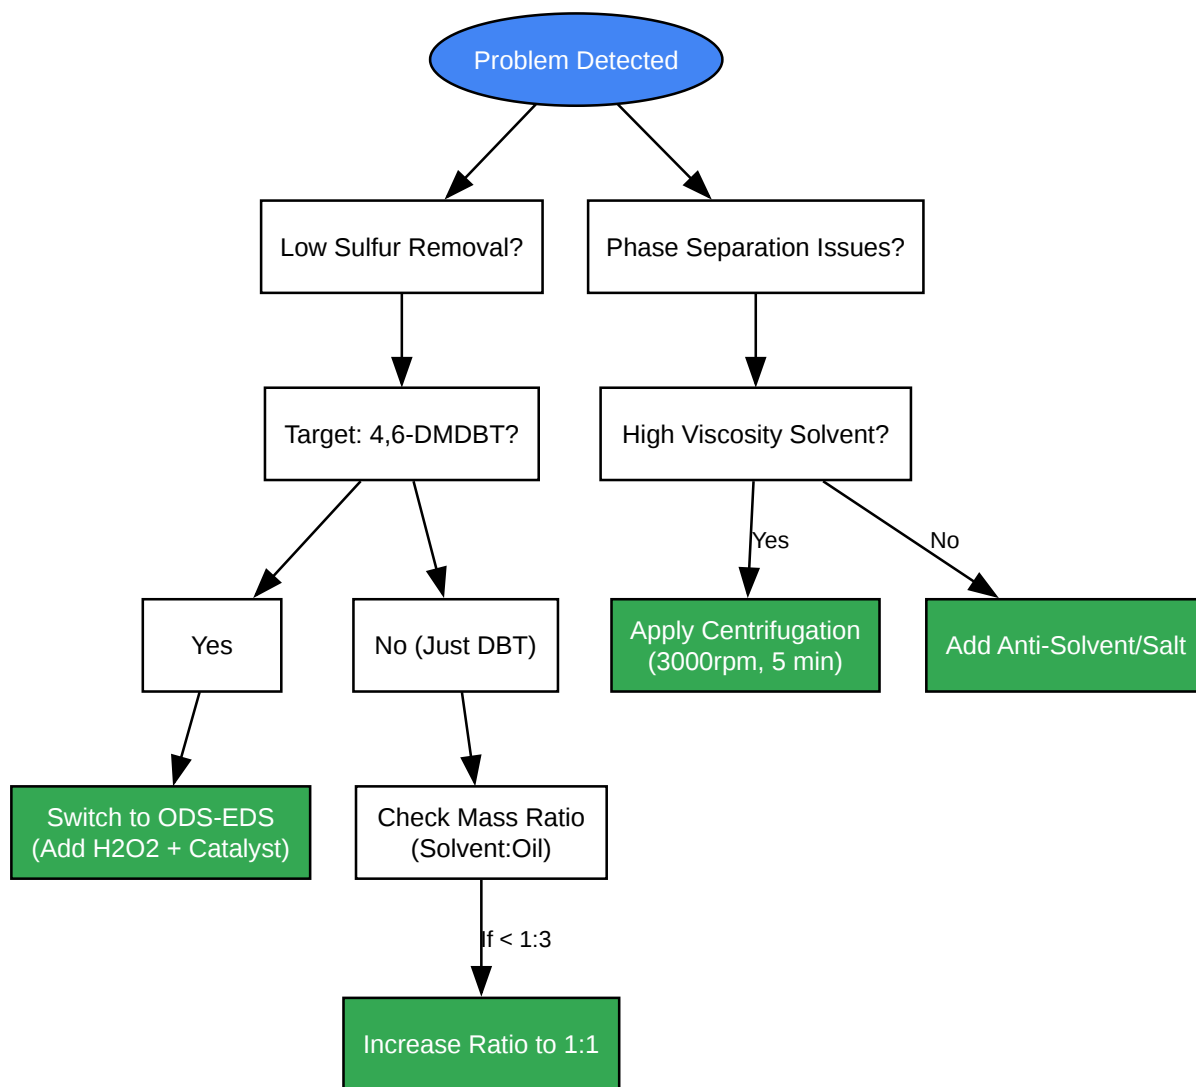 Problem Detected
Low Sulfur Removal?
Phase Separation Issues?
Target: 4,6-DMDBT?
High Viscosity Solvent?
Yes
No
Yes
No (Just DBT)
Apply Centrifugation
(3000rpm, 5 min)
Add Anti-Solvent/Salt
Switch to ODS-EDS
(Add H2O2 + Catalyst)
Check Mass Ratio
(Solvent:Oil)
If < 1:3
Increase Ratio to 1:1